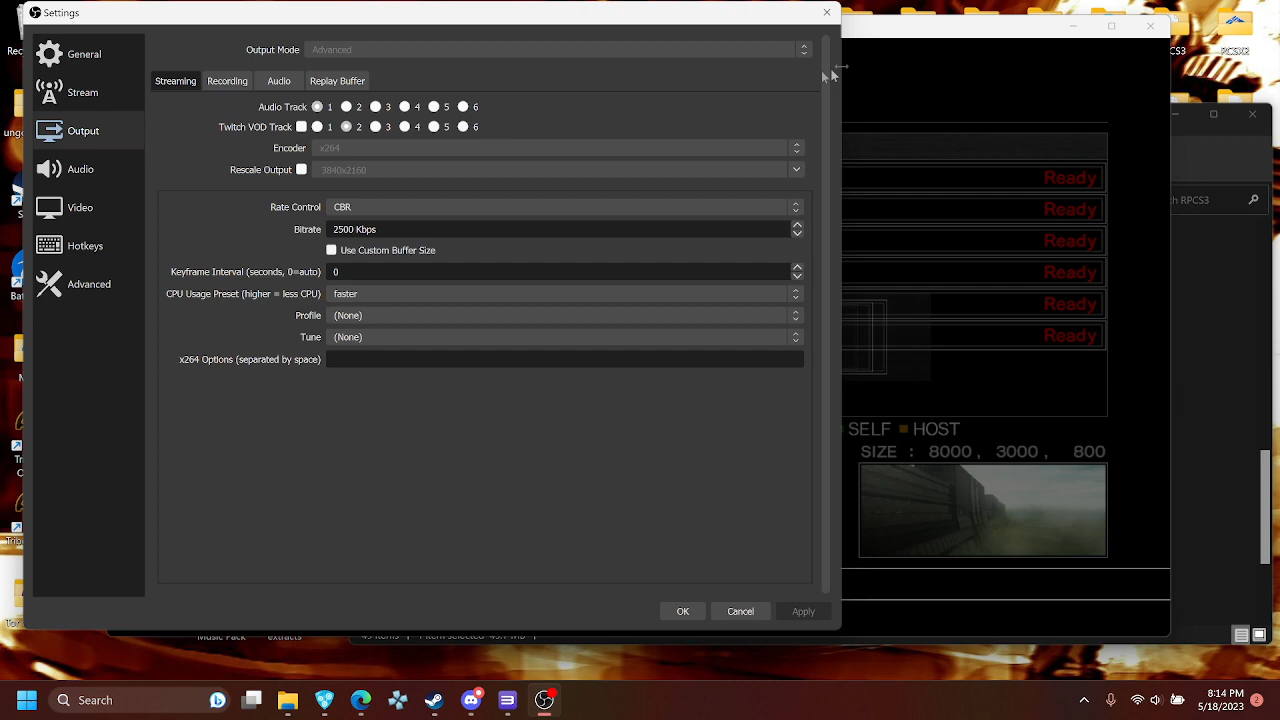 Settings
General
Stream
Output
Audio
Video
Hotkeys
Advanced
Output Mode Advanced
Streaming Recording Audio Replay Buffer
Audio Track 1 2 3 4 5 6
Twitch VOD Track 1 2 3 4 5 6
Encoder x264
Rescale Output 3840x2160
Rate Control CBR
Bitrate 2500 Kbps
Use Custom Buffer Size
Keyframe Interval (seconds, 0=auto) 0
CPU Usage Preset (higher = less CPU) faster
Profile (None)
Tune (None)
x264 Options (separated by space)
OK Cancel Apply
Ready
Ready
Ready
Ready
Ready
Ready
SELF HOST
SIZE : 8000, 3000, 800
RPCS3
Music Pack extracts
Search
8:14 PM
2